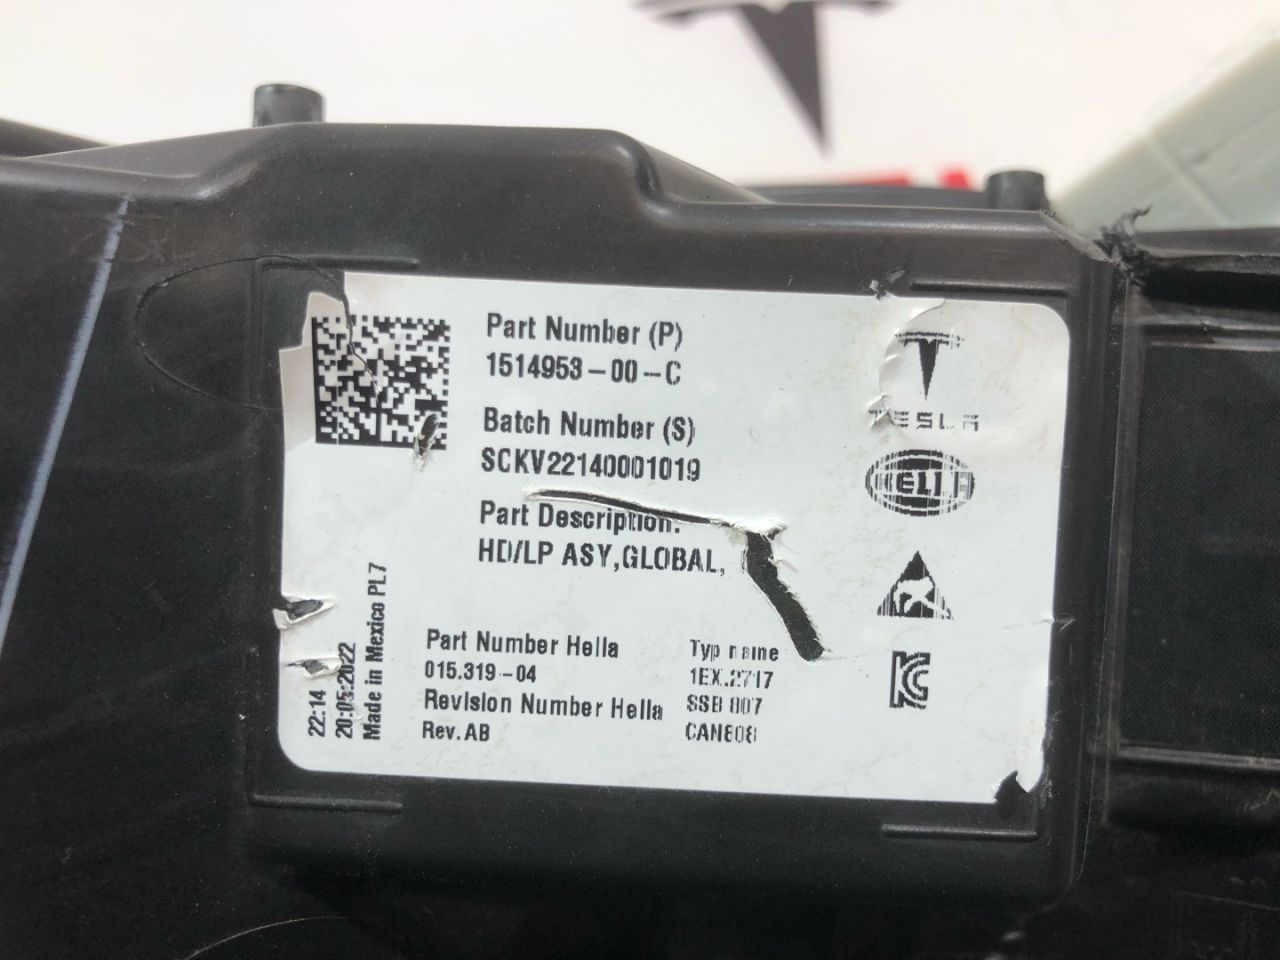 Part Number (P)
1514953-00-C
Batch Number (S)
SCKV22140001019
Part Description:
HD/LP ASY,GLOBAL,
Part Number Hella
015.319-04
Revision Number Hella
Rev.AB
Typ name
1EX.2717
SSB 807
CAN808
22:14
20:05:2022
Made in Mexico PL7
TESLA
HELLA